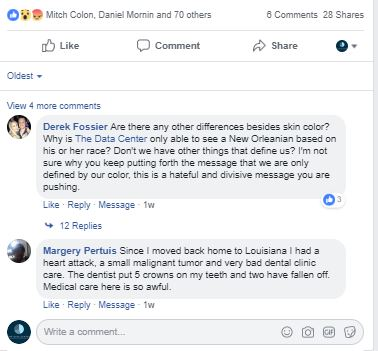 Mitch Colon, Daniel Mornin and 70 others 6 Comments 28 Shares
Like Comment Share
Oldest
View 4 more comments
Derek Fossier Are there any other differences besides skin color?
Why is The Data Center only able to see a New Orleanian based on
his or her race? Don't we have other things that define us? I'm not
sure why you keep putting forth the message that we are only
defined by our color, this is a hateful and divisive message you are
pushing.
3
Like · Reply · Message · 1w
12 Replies
Margery Pertuis Since I moved back home to Louisiana I had a
heart attack, a small malignant tumor and very bad dental clinic
care. The dentist put 5 crowns on my teeth and two have fallen off.
Medical care here is so awful.
Like · Reply · Message · 1w
Write a comment...
GIF